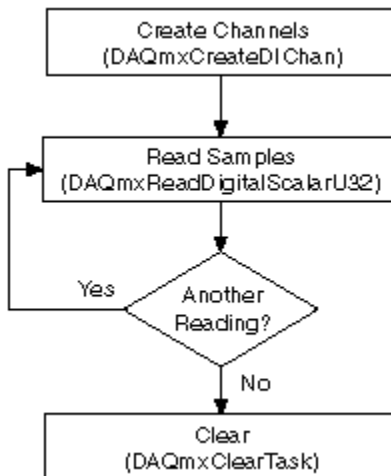 Create Channels
(DAQmxCreateDIChan)
Read Samples
(DAQmxReadDigitalScalarU32)
Yes
Another
Reading?
No
Clear
(DAQmxClearTask)